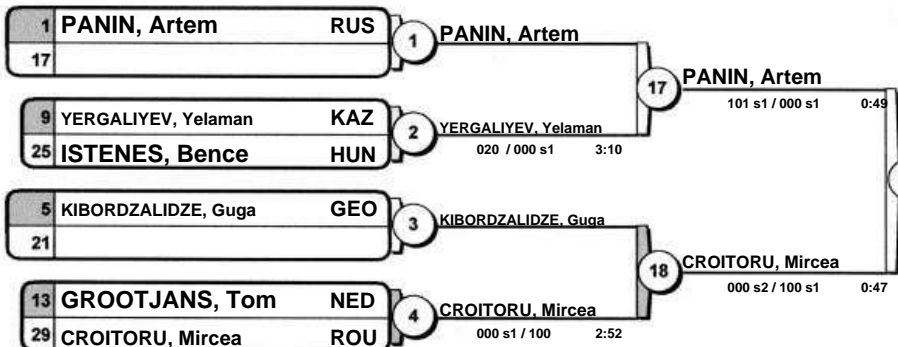 1 PANIN, Artem RUS
17
1
PANIN, Artem
9 YERGALIYEV, Yelaman KAZ
25 ISTENES, Bence HUN
2
YERGALIYEV, Yelaman
020 / 000 s1 3:10
17
PANIN, Artem
101 s1 / 000 s1 0:49
5 KIBORDZALIDZE, Guga GEO
21
3
KIBORDZALIDZE, Guga
13 GROOTJANS, Tom NED
29 CROITORU, Mircea ROU
4
CROITORU, Mircea
000 s1 / 100 2:52
18
CROITORU, Mircea
000 s2 / 100 s1 0:47